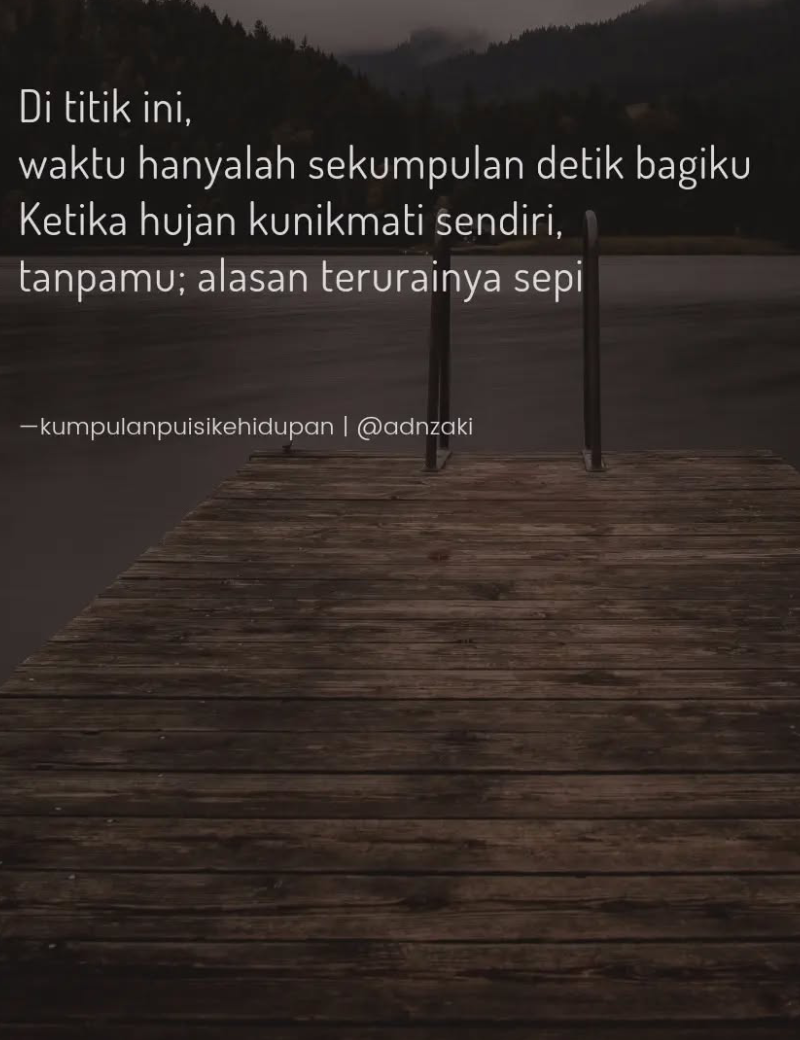 Di titik ini,
waktu hanyalah sekumpulan detik bagiku
Ketika hujan kunikmati sendiri,
tanpamu; alasan terurainya sepi
—kumpulanpuisikehidupan | @adnzaki